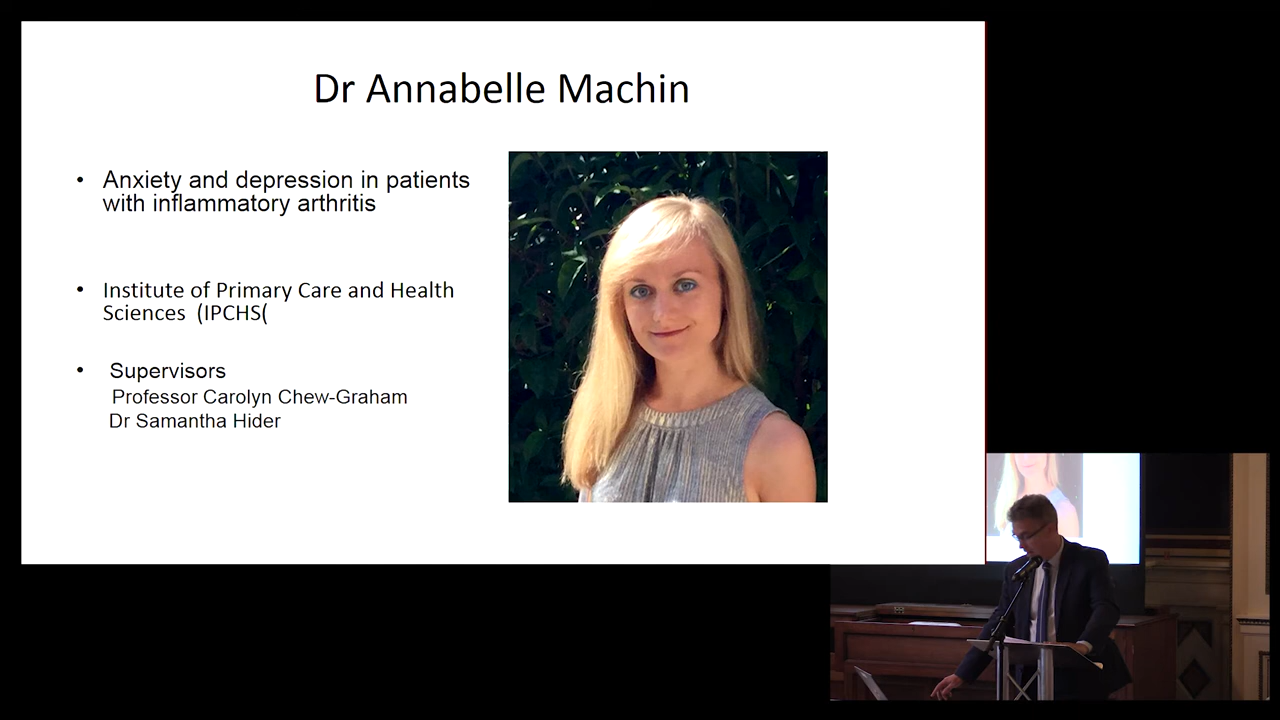 Dr Annabelle Machin
• Anxiety and depression in patients
with inflammatory arthritis
• Institute of Primary Care and Health
Sciences (IPCHS(
• Supervisors
Professor Carolyn Chew-Graham
Dr Samantha Hider